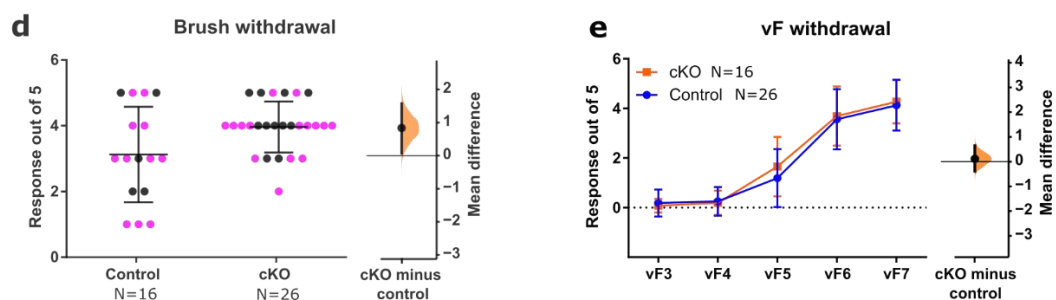 d
Brush withdrawal
Response out of 5
6
4
2
0
Control
N=16
cKO
N=26
2
1
0
−1
−2
−3
Mean difference
cKO minus
control
e
vF withdrawal
Response out of 5
6
4
2
0
cKO N=16
Control N=26
vF3
vF4
vF5
vF6
vF7
4
3
2
1
0
−1
−2
−3
Mean difference
cKO minus
control